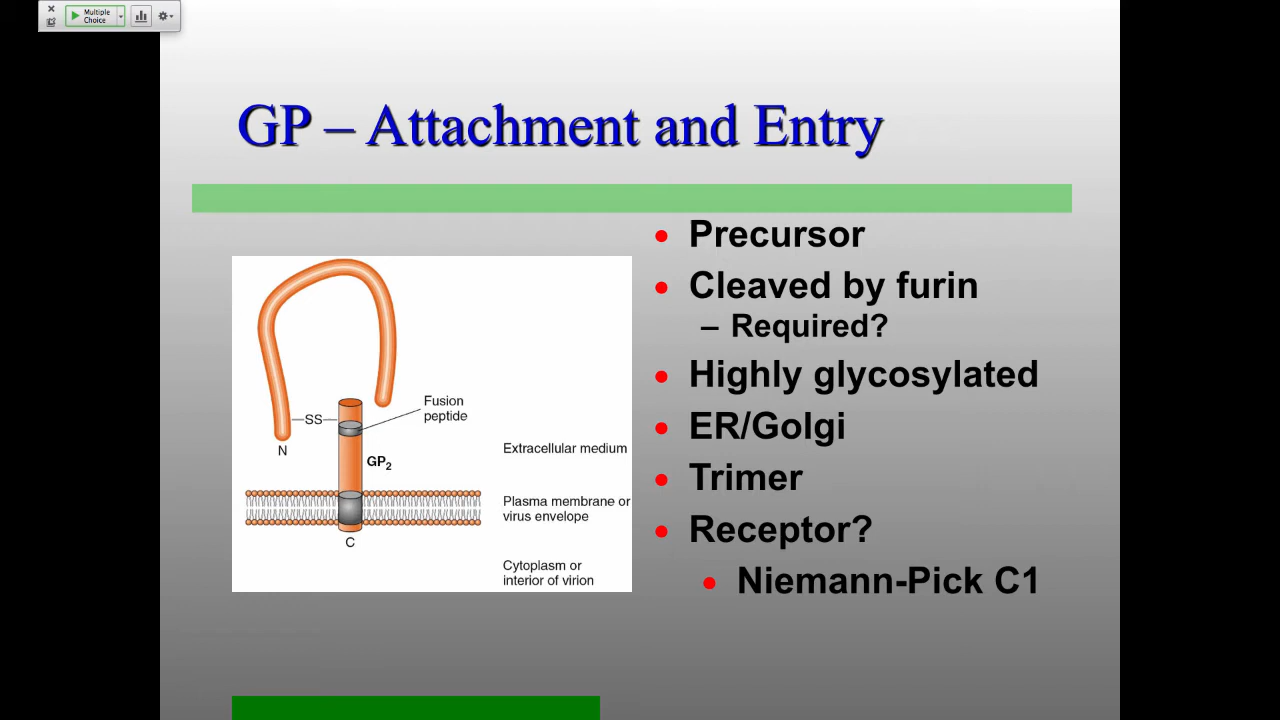 Multiple
Choice
GP – Attachment and Entry
Fusion
peptide
SS
N
GP2
Extracellular medium
Plasma membrane or
virus envelope
C
Cytoplasm or
interior of virion
• Precursor
• Cleaved by furin
– Required?
• Highly glycosylated
• ER/Golgi
• Trimer
• Receptor?
• Niemann-Pick C1